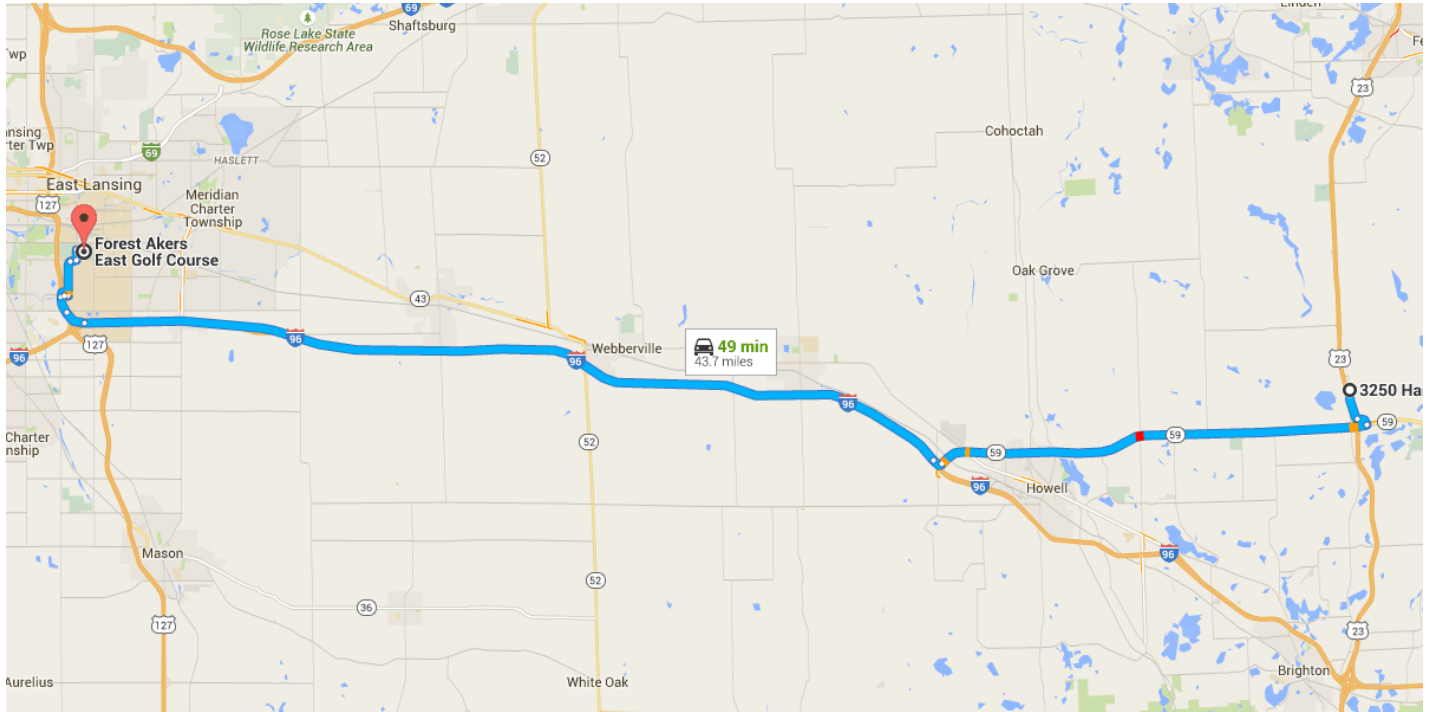 69
Shaftsburg
Rose Lake State
Wildlife Research Area
Twp
23
ansing
rter Twp
69
HASLETT
52
Cohoctah
East Lansing
127
Meridian
Charter
Township
Forest Akers
East Golf Course
43
Oak Grove
96
127
96
Webberville
96
49 min
43.7 miles
96
23
3250 Ha
59
59
59
Charter
nship
52
96
Howell
Mason
96
52
36
127
23
Aurelius
White Oak
Brighton